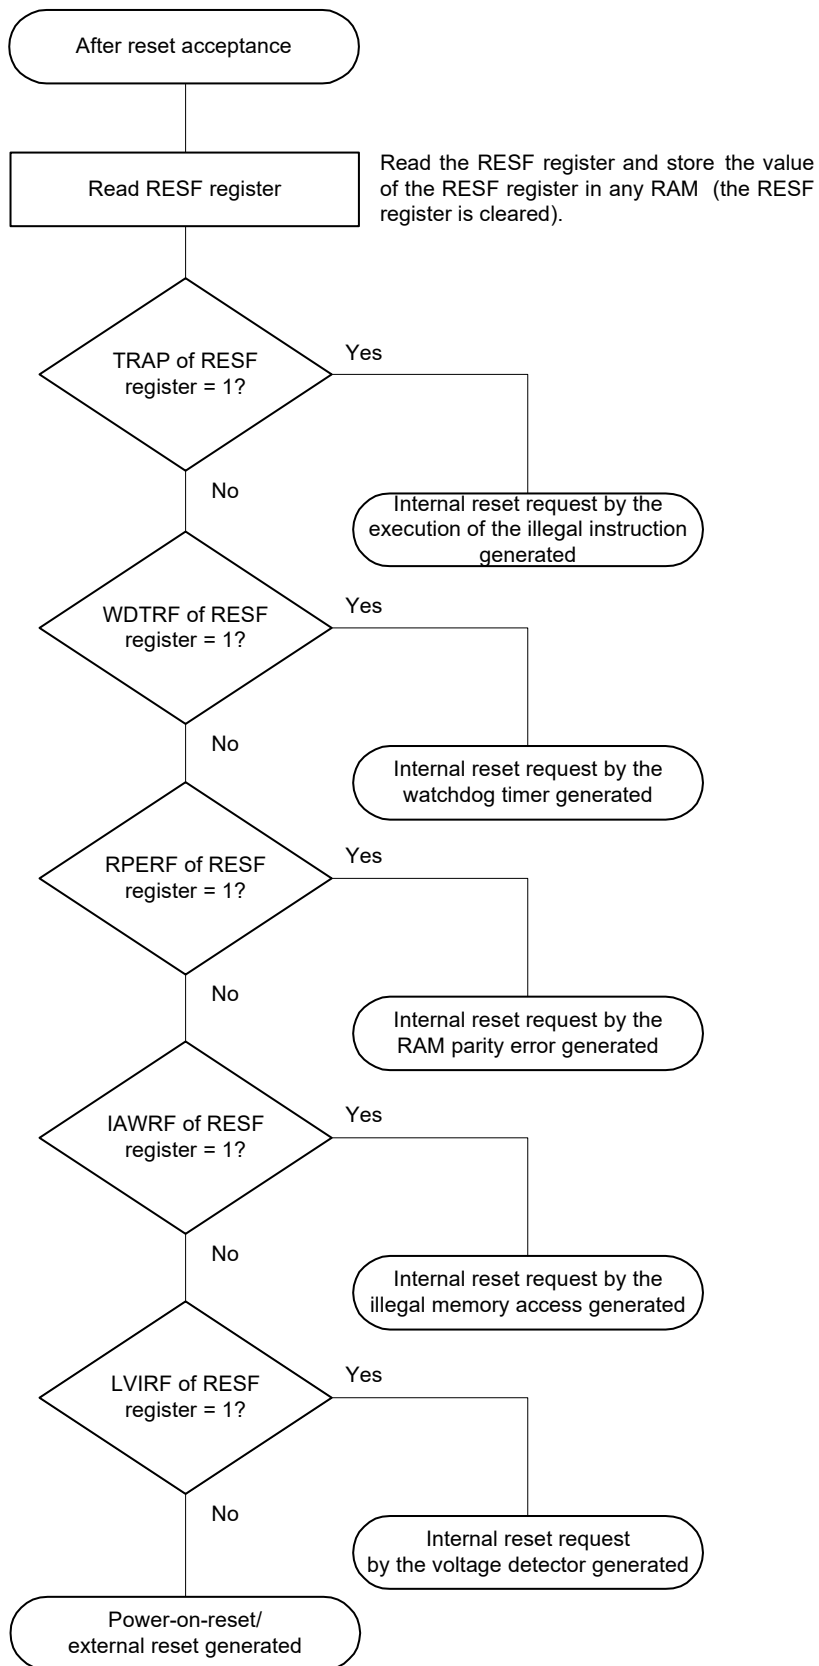 After reset acceptance
Read RESF register
Read the RESF register and store the value
of the RESF register in any RAM (the RESF
register is cleared).
TRAP of RESF
register = 1?
Yes
No
Internal reset request by the
execution of the illegal instruction
generated
WDTRF of RESF
register = 1?
Yes
No
Internal reset request by the
watchdog timer generated
RPERF of RESF
register = 1?
Yes
No
Internal reset request by the
RAM parity error generated
IAWRF of RESF
register = 1?
Yes
No
Internal reset request by the
illegal memory access generated
LVIRF of RESF
register = 1?
Yes
No
Internal reset request
by the voltage detector generated
Power-on-reset/
external reset generated